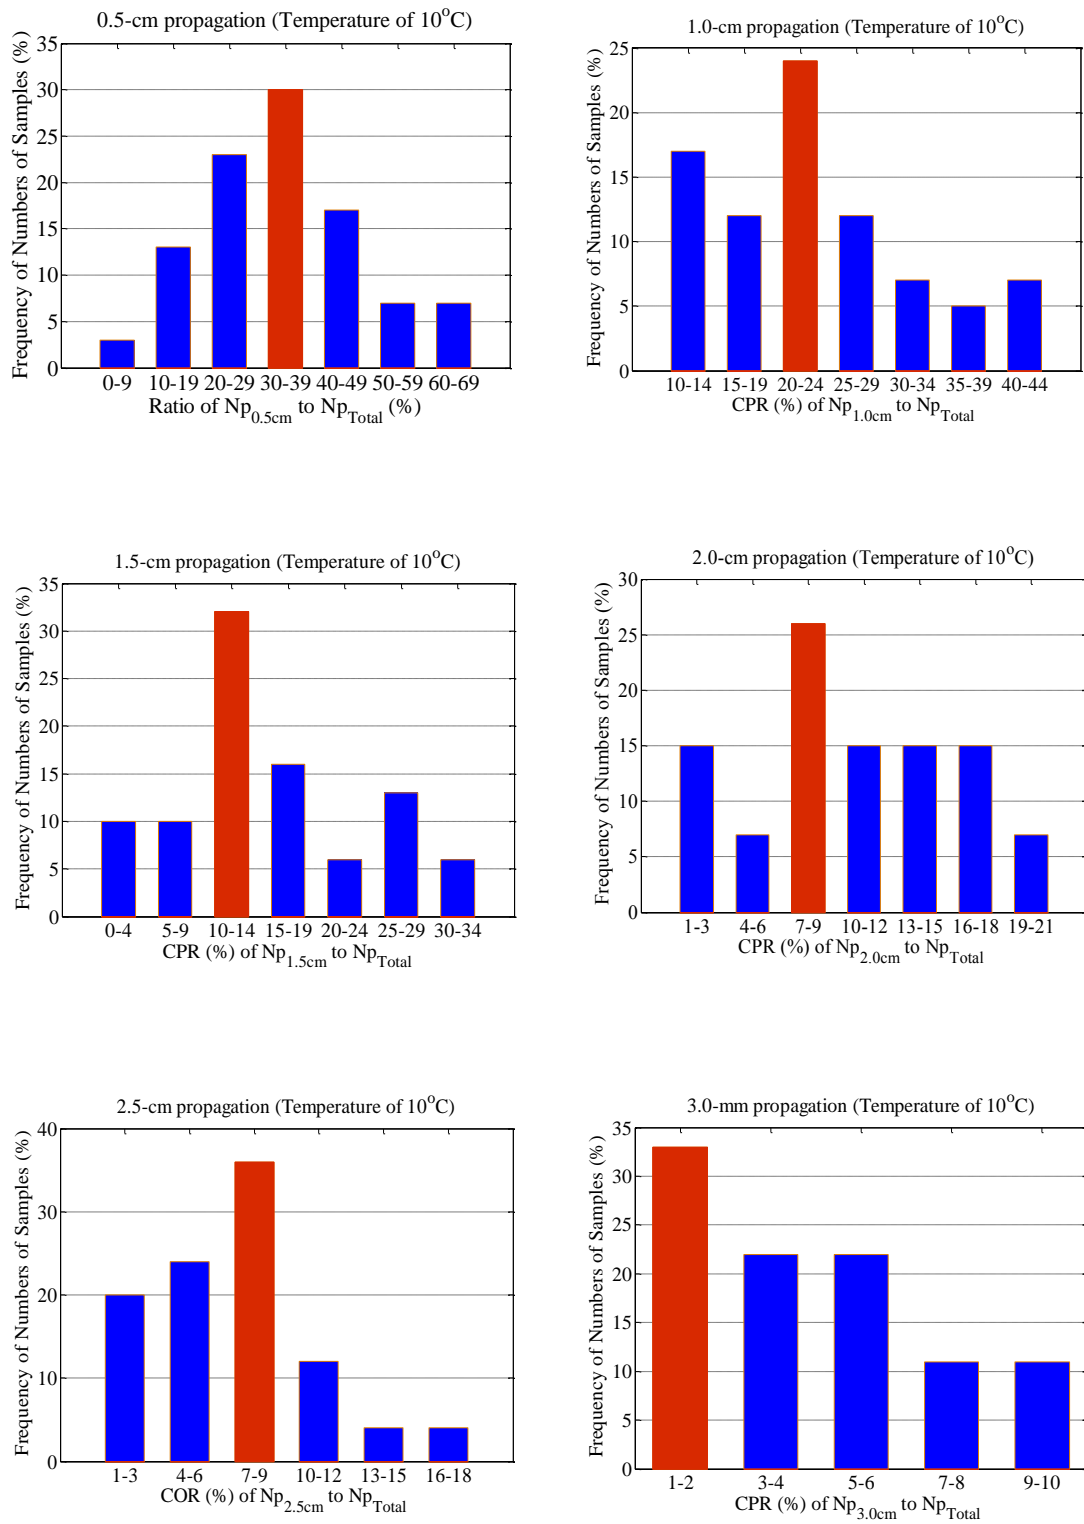 0.5-cm propagation (Temperature of 10°C)
Frequency of Numbers of Samples (%)
35
30
25
20
15
10
5
0
0-9 10-19 20-29 30-39 40-49 50-59 60-69
Ratio of Np0.5cm to NpTotal (%)
1.0-cm propagation (Temperature of 10°C)
Frequency of Numbers of Samples (%)
25
20
15
10
5
0
10-14 15-19 20-24 25-29 30-34 35-39 40-44
CPR (%) of Np1.0cm to NpTotal
1.5-cm propagation (Temperature of 10°C)
Frequency of Numbers of Samples (%)
35
30
25
20
15
10
5
0
0-4 5-9 10-14 15-19 20-24 25-29 30-34
CPR (%) of Np1.5cm to NpTotal
2.0-cm propagation (Temperature of 10°C)
Frequency of Numbers of Samples (%)
30
25
20
15
10
5
0
1-3 4-6 7-9 10-12 13-15 16-18 19-21
CPR (%) of Np2.0cm to NpTotal
2.5-cm propagation (Temperature of 10°C)
Frequency of Numbers of Samples (%)
40
30
20
10
0
1-3 4-6 7-9 10-12 13-15 16-18
COR (%) of Np2.5cm to NpTotal
3.0-mm propagation (Temperature of 10°C)
Frequency of Numbers of Samples (%)
35
30
25
20
15
10
5
0
1-2 3-4 5-6 7-8 9-10
CPR (%) of Np3.0cm to NpTotal